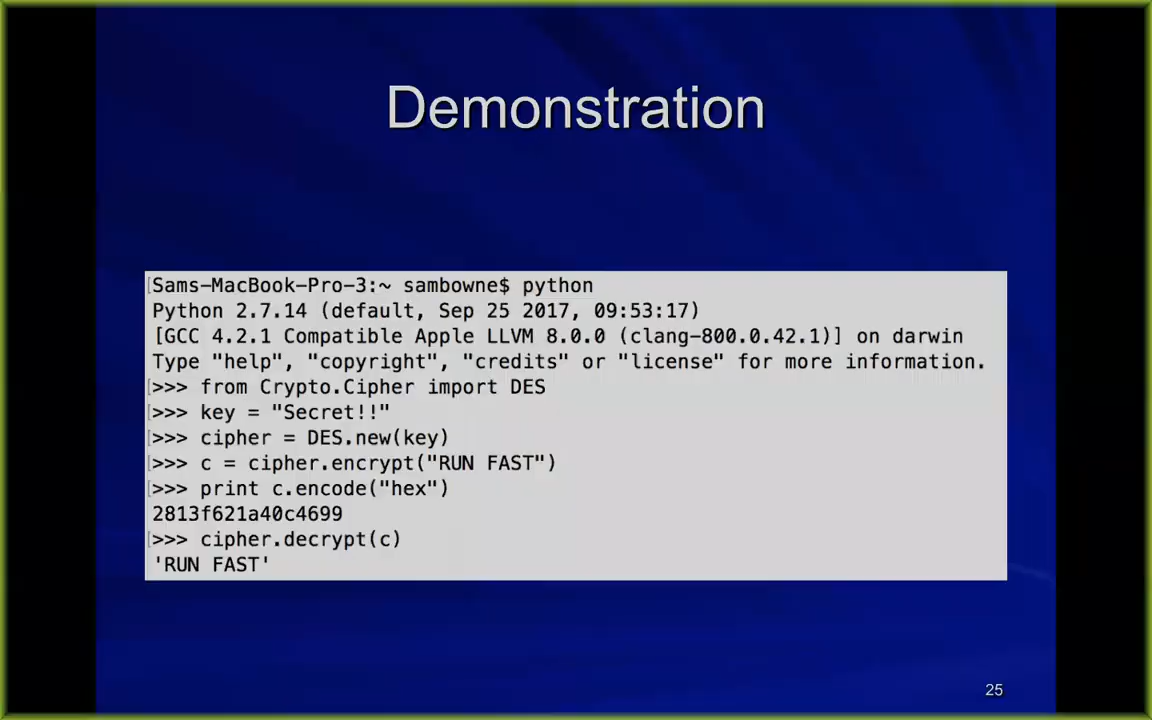 Demonstration
Sams-MacBook-Pro-3:~ sambowne$ python
Python 2.7.14 (default, Sep 25 2017, 09:53:17)
[GCC 4.2.1 Compatible Apple LLVM 8.0.0 (clang-800.0.42.1)] on darwin
Type "help", "copyright", "credits" or "license" for more information.
>>> from Crypto.Cipher import DES
>>> key = "Secret!!"
>>> cipher = DES.new(key)
>>> c = cipher.encrypt("RUN FAST")
>>> print c.encode("hex")
2813f621a40c4699
>>> cipher.decrypt(c)
'RUN FAST'
25